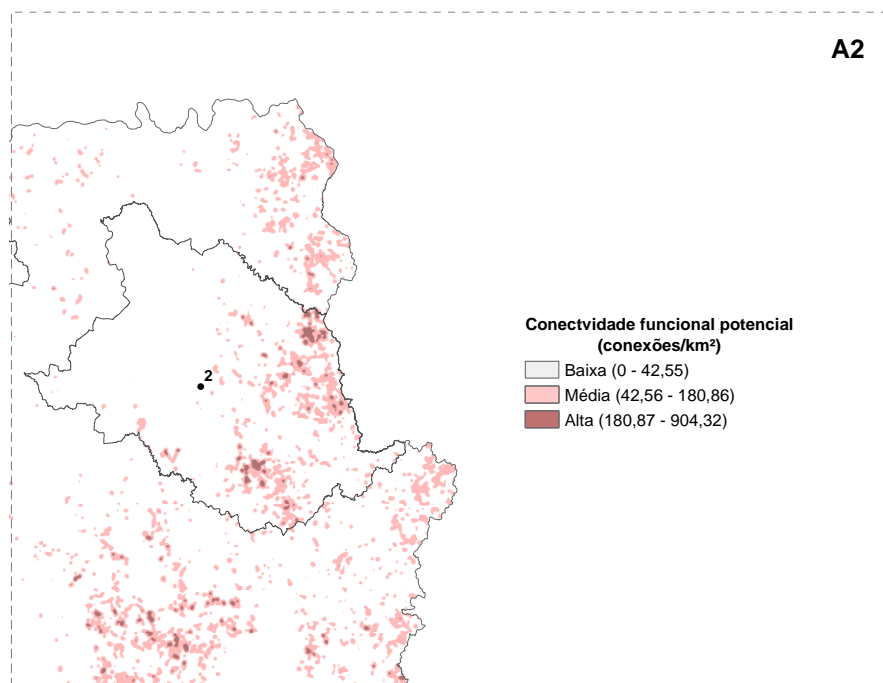 A2
2
Conectvidade funcional potencial
(conexões/km²)
Baixa (0 - 42,55)
Média (42,56 - 180,86)
Alta (180,87 - 904,32)